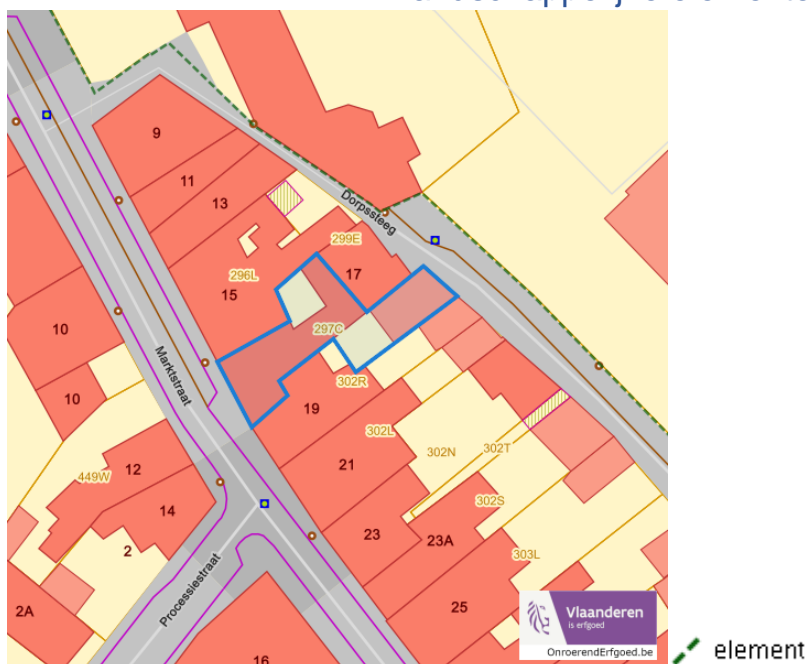 9
11
13
Dorpssteeg
299E
17
296L
15
297C
10
Marktstraat
302R
10
19
302L
302N
302T
12
449W
21
302S
14
23
23A
2
303L
Processiestraat
25
2A
16
Vlaanderen
is erfgoed
OnroerendErfgoed.be
element